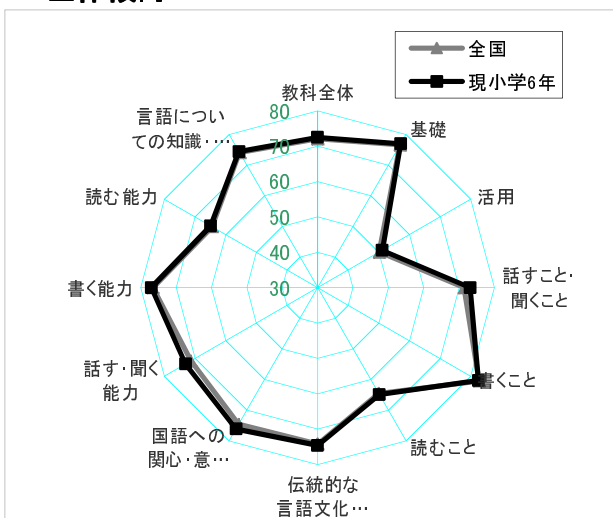 全国
現小学6年
教科全体
基礎
活用
話すこと・
聞くこと
書くこと
読むこと
伝統的な
言語文化…
国語への
関心・意…
話す・聞く
能力
書く能力
読む能力
言語につい
ての知識・…
80
70
60
50
40
30